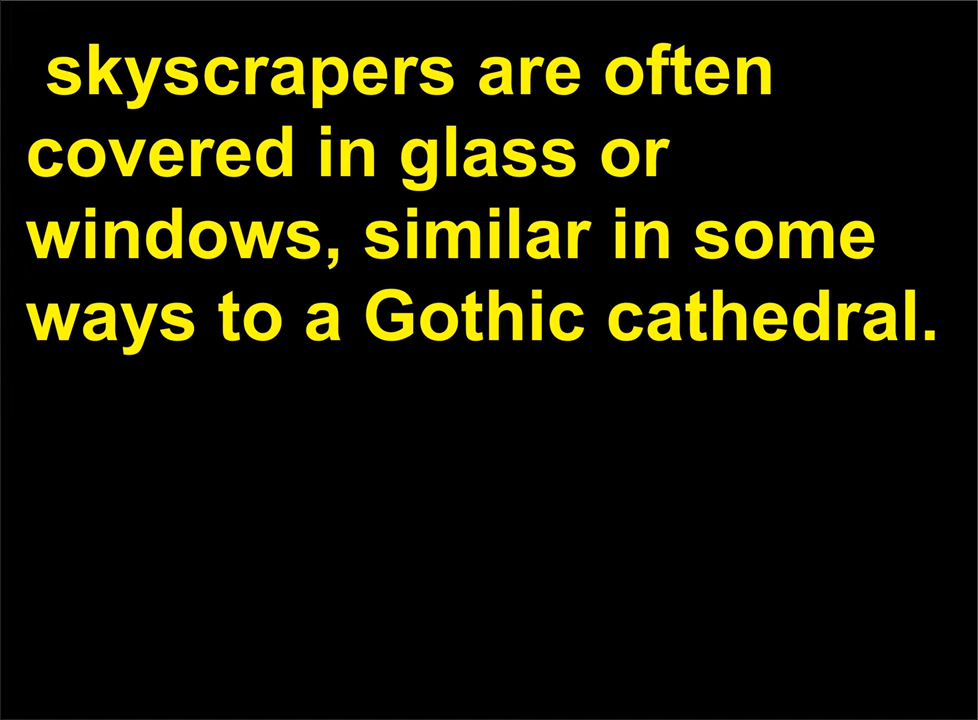 skyscrapers are often
covered in glass or
windows, similar in some
ways to a Gothic cathedral.